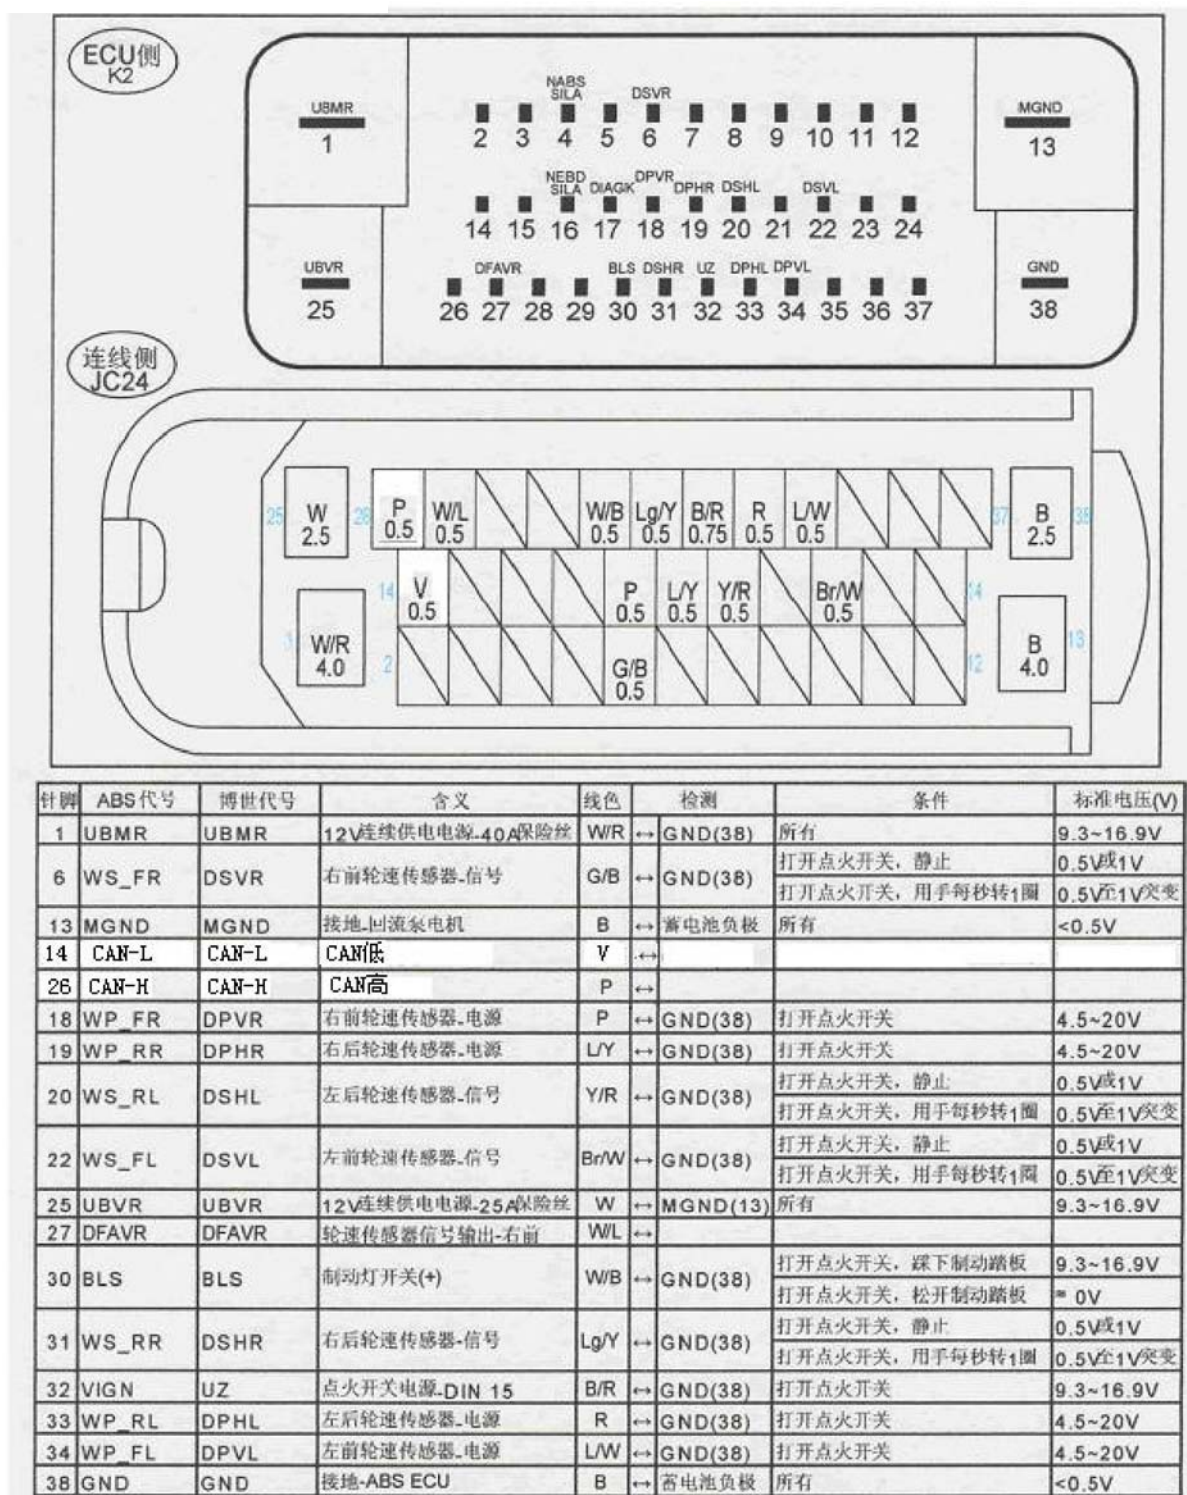 ECU侧
K2
NABS
SILA DSVR
UBMR MGND
2 3 4 5 6 7 8 9 10 11 12
1 13
NEBD DPVR
SILA DIAGK DPHR DSHL DSVL
14 15 16 17 18 19 20 21 22 23 24
UBVR DFAVR BLS DSHR UZ DPHL DPVL GND
25 26 27 28 29 30 31 32 33 34 35 36 37 38
连线侧
JC24
25 W 2.5 26 P 0.5 W/L 0.5 W/B 0.5 Lg/Y 0.5 B/R 0.75 R 0.5 L/W 0.5 37 B 2.5 38
14 V 0.5 P 0.5 L/Y 0.5 Y/R 0.5 Br/W 0.5 24
W/R 4.0 2 G/B 0.5 12 B 4.0 13
针脚 ABS代号 博世代号 含义 线色 检测 条件 标准电压(V)
1 UBMR UBMR 12V连续供电电源-40A保险丝 W/R ↔ GND(38) 所有 9.3~16.9V
6 WS_FR DSVR 右前轮速传感器-信号 G/B ↔ GND(38) 打开点火开关，静止 0.5V或1V
打开点火开关，用手每秒转1圈 0.5V至1V突变
13 MGND MGND 接地-回流泵电机 B ↔ 蓄电池负极 所有 <0.5V
14 CAN-L CAN-L CAN低 V ↔
26 CAN-H CAN-H CAN高 P ↔
18 WP_FR DPVR 右前轮速传感器-电源 P ↔ GND(38) 打开点火开关 4.5~20V
19 WP_RR DPHR 右后轮速传感器-电源 L/Y ↔ GND(38) 打开点火开关 4.5~20V
20 WS_RL DSHL 左后轮速传感器-信号 Y/R ↔ GND(38) 打开点火开关，静止 0.5V或1V
打开点火开关，用手每秒转1圈 0.5V至1V突变
22 WS_FL DSVL 左前轮速传感器-信号 Br/W ↔ GND(38) 打开点火开关，静止 0.5V或1V
打开点火开关，用手每秒转1圈 0.5V至1V突变
25 UBVR UBVR 12V连续供电电源-25A保险丝 W ↔ MGND(13) 所有 9.3~16.9V
27 DFAVR DFAVR 轮速传感器信号输出-右前 W/L ↔
30 BLS BLS 制动灯开关(+) W/B ↔ GND(38) 打开点火开关，踩下制动踏板 9.3~16.9V
打开点火开关，松开制动踏板 ≈ 0V
31 WS_RR DSHR 右后轮速传感器-信号 Lg/Y ↔ GND(38) 打开点火开关，静止 0.5V或1V
打开点火开关，用手每秒转1圈 0.5V至1V突变
32 VIGN UZ 点火开关电源-DIN 15 B/R ↔ GND(38) 打开点火开关 9.3~16.9V
33 WP_RL DPHL 左后轮速传感器-电源 R ↔ GND(38) 打开点火开关 4.5~20V
34 WP_FL DPVL 左前轮速传感器-电源 L/W ↔ GND(38) 打开点火开关 4.5~20V
38 GND GND 接地-ABS ECU B ↔ 蓄电池负极 所有 <0.5V